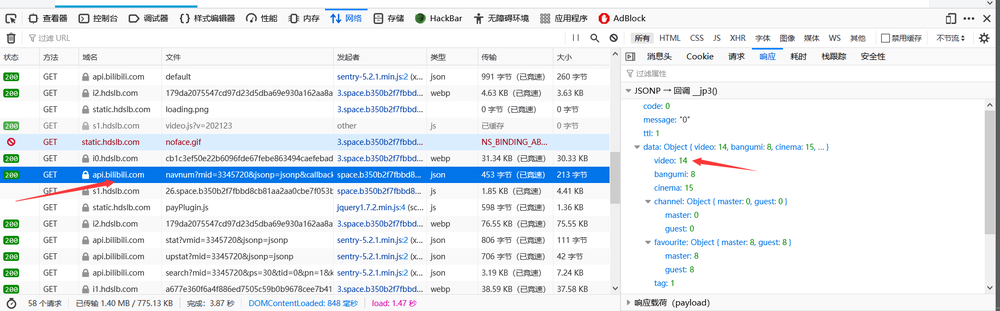 查看器 控制台 调试器 样式编辑器 性能 内存 网络 存储 HackBar 无障碍环境 应用程序 AdBlock
过滤 URL 所有 HTML CSS JS XHR 字体 图像 媒体 WS 其他 禁用缓存 不节流
状态 方法 域名 文件 发起者 类型 传输 大小
200 GET api.bilibili.com default sentry-5.2.1.min.js:2 (x... json 991 字节（已竞速） 260 字节
200 GET i2.hdslb.com 179da2075547cd97d23d5dba69e930a162aa8a 3.space.b350b2f7fbbd... webp 4.63 KB（已竞速） 3.63 KB
GET static.hdslb.com loading.png 3.space.b350b2f7fbbd... 0 字节（已竞速） 0 字节
200 GET s1.hdslb.com video.js?v=202123 other js 已缓存 0 字节
GET static.hdslb.com noface.gif 3.space.b350b2f7fbbd... NS_BINDING_AB...
200 GET i0.hdslb.com cb1c3ef50e22b6096fde67febe863494caefebad 3.space.b350b2f7fbbd... webp 31.34 KB（已竞速） 30.33 KB
200 GET api.bilibili.com navnum?mid=3345720&jsonp=jsonp&callback space.b350b2f7fbbd8... json 453 字节（已竞速） 213 字节
200 GET s1.hdslb.com 26.space.b350b2f7fbbd8cb81aa2aa0cbe7f053b space.b350b2f7fbbd8... js 1.85 KB（已竞速） 4.41 KB
200 GET static.hdslb.com payPlugin.js jquery1.7.2.min.js:4 (sc... js 598 字节（已竞速） 1.36 KB
200 GET i2.hdslb.com 179da2075547cd97d23d5dba69e930a162aa8a 3.space.b350b2f7fbbd... webp 76.55 KB（已竞速） 75.55 KB
200 GET api.bilibili.com stat?vmid=3345720&jsonp=jsonp sentry-5.2.1.min.js:2 (x... json 806 字节（已竞速） 111 字节
200 GET api.bilibili.com upstat?mid=3345720&jsonp=jsonp sentry-5.2.1.min.js:2 (x... json 706 字节（已竞速） 42 字节
200 GET api.bilibili.com search?mid=3345720&ps=30&tid=0&pn=1&k sentry-5.2.1.min.js:2 (x... json 3.19 KB（已竞速） 7.24 KB
200 GET i1.hdslb.com a677e360f6a4f886ed7505c59b0b9678cee7b41 3.space.b350b2f7fbbd... webp 38.59 KB（已竞速） 37.58 KB
58 个请求 已传输 1.40 MB / 775.13 KB 完成：3.87 秒 DOMContentLoaded: 848 毫秒 load: 1.47 秒
消息头 Cookie 请求 响应 耗时 栈跟踪 安全性
过滤属性
JSONP → 回调 __jp3()
code: 0
message: "0"
ttl: 1
data: Object { video: 14, bangumi: 8, cinema: 15, … }
video: 14
bangumi: 8
cinema: 15
channel: Object { master: 0, guest: 0 }
master: 0
guest: 0
favourite: Object { master: 8, guest: 8 }
master: 8
guest: 8
tag: 1
响应载荷（payload）